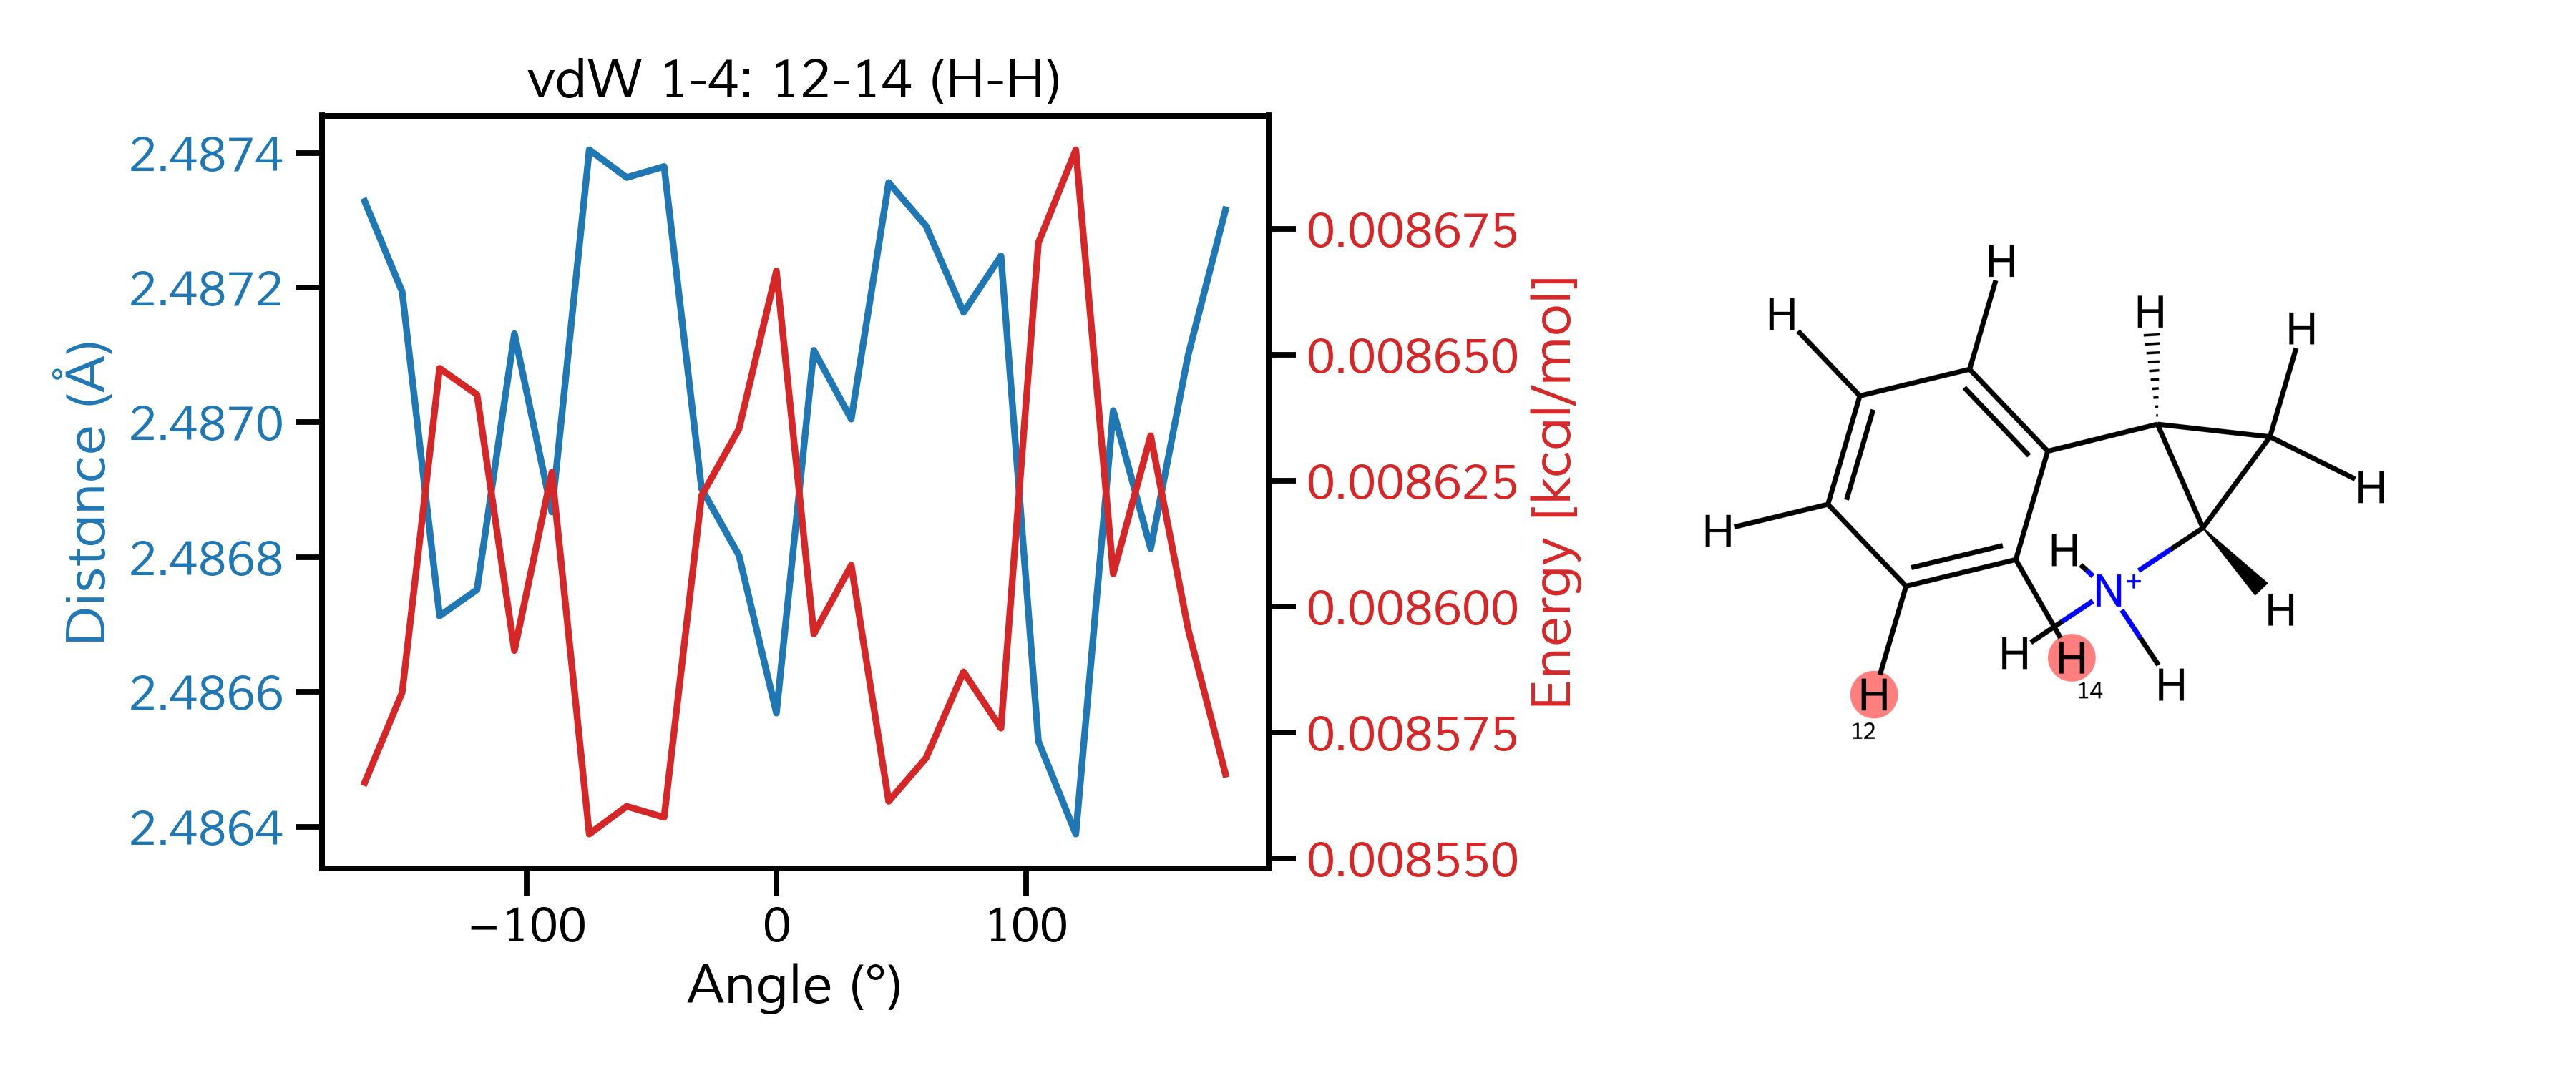 vdW 1-4: 12-14 (H-H)
Distance (Å)
2.4874
2.4872
2.4870
2.4868
2.4866
2.4864
−100
0
100
Angle (°)
0.008675
0.008650
0.008625
0.008600
0.008575
0.008550
Energy [kcal/mol]
H
H
H
H
H
H
H
N+
H
H
H
14
H
H
12